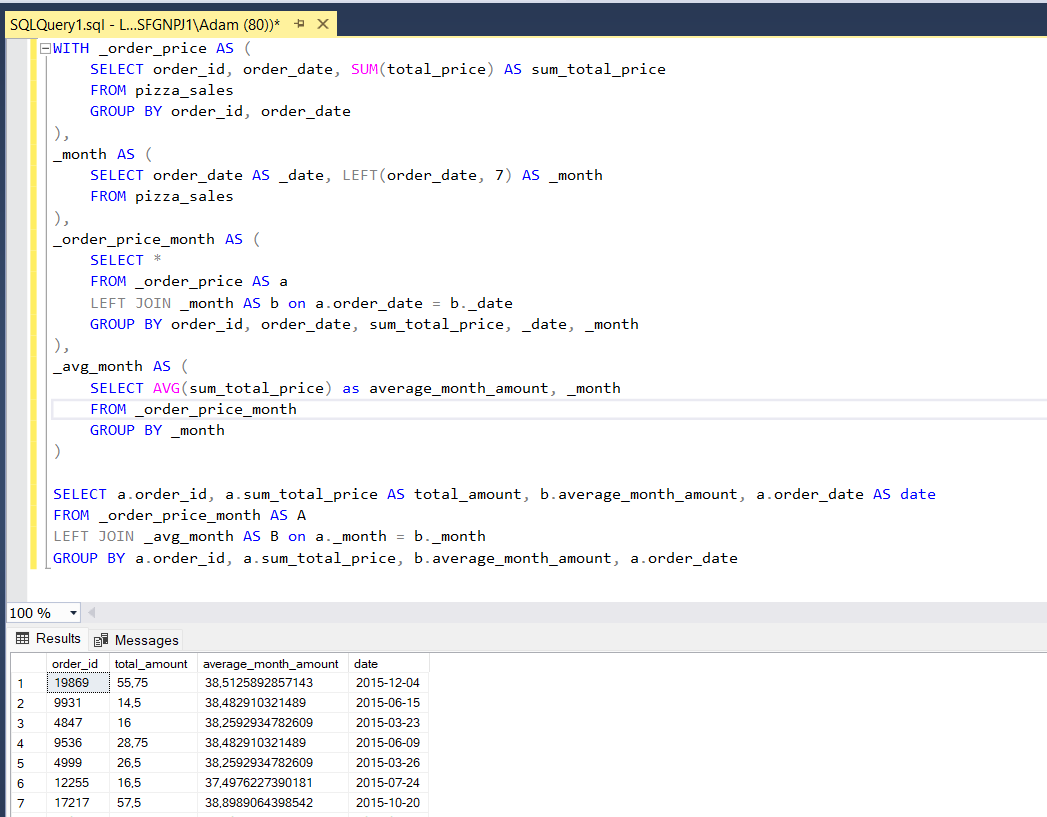 SQLQuery1.sql - L...SFGNPJ1\Adam (80))*
WITH _order_price AS (
SELECT order_id, order_date, SUM(total_price) AS sum_total_price
FROM pizza_sales
GROUP BY order_id, order_date
),
_month AS (
SELECT order_date AS _date, LEFT(order_date, 7) AS _month
FROM pizza_sales
),
_order_price_month AS (
SELECT *
FROM _order_price AS a
LEFT JOIN _month AS b on a.order_date = b._date
GROUP BY order_id, order_date, sum_total_price, _date, _month
),
_avg_month AS (
SELECT AVG(sum_total_price) as average_month_amount, _month
FROM _order_price_month
GROUP BY _month
)
SELECT a.order_id, a.sum_total_price AS total_amount, b.average_month_amount, a.order_date AS date
FROM _order_price_month AS A
LEFT JOIN _avg_month AS B on a._month = b._month
GROUP BY a.order_id, a.sum_total_price, b.average_month_amount, a.order_date
100 %
Results Messages
order_id total_amount average_month_amount date
1 19869 55,75 38,5125892857143 2015-12-04
2 9931 14,5 38,482910321489 2015-06-15
3 4847 16 38,2592934782609 2015-03-23
4 9536 28,75 38,482910321489 2015-06-09
5 4999 26,5 38,2592934782609 2015-03-26
6 12255 16,5 37,4976227390181 2015-07-24
7 17217 57,5 38,8989064398542 2015-10-20